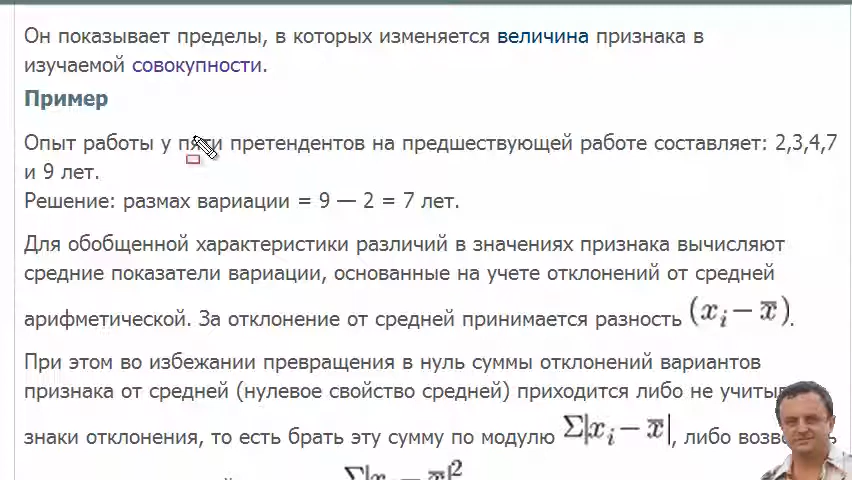 Он показывает пределы, в которых изменяется величина признака в
изучаемой совокупности.
Пример
Опыт работы у пяти претендентов на предшествующей работе составляет: 2,3,4,7
и 9 лет.
Решение: размах вариации = 9 — 2 = 7 лет.
Для обобщенной характеристики различий в значениях признака вычисляют
средние показатели вариации, основанные на учете отклонений от средней
арифметической. За отклонение от средней принимается разность (xᵢ − x̅).
При этом во избежании превращения в нуль суммы отклонений вариантов
признака от средней (нулевое свойство средней) приходится либо не
знаки отклонения, то есть брать эту сумму по модулю Σ|xᵢ − x̅|, либо